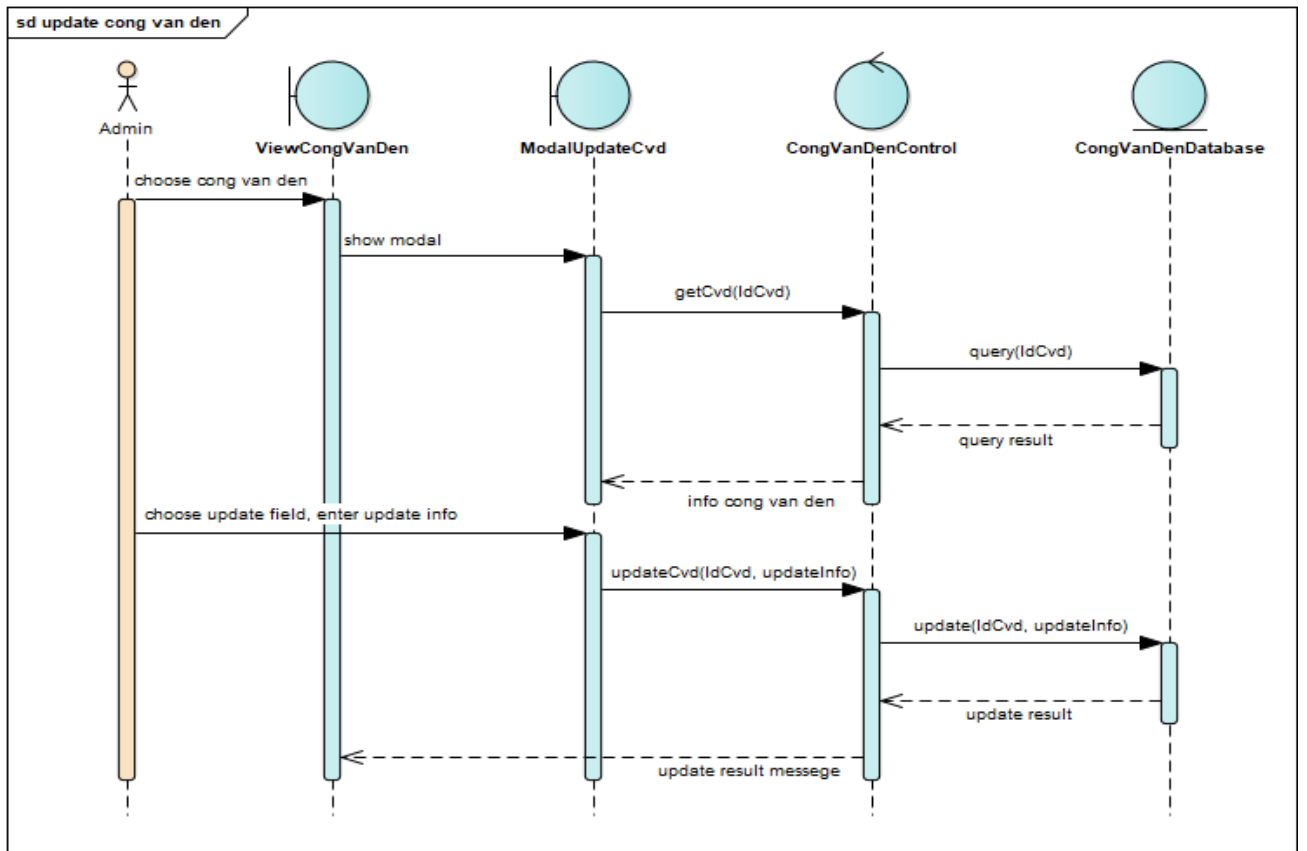 sd update cong van den
Admin
ViewCongVanDen
ModalUpdateCvd
CongVanDenControl
CongVanDenDatabase
choose cong van den
show modal
getCvd(IdCvd)
query(IdCvd)
query result
info cong van den
choose update field, enter update info
updateCvd(IdCvd, updateInfo)
update(IdCvd, updateInfo)
update result
update result messege